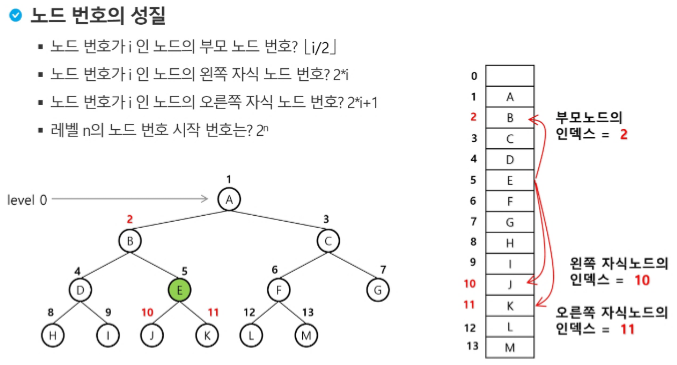 노드 번호의 성질
▪ 노드 번호가 i 인 노드의 부모 노드 번호? ⌊i/2⌋
▪ 노드 번호가 i 인 노드의 왼쪽 자식 노드 번호? 2*i
▪ 노드 번호가 i 인 노드의 오른쪽 자식 노드 번호? 2*i+1
▪ 레벨 n의 노드 번호 시작 번호는? 2ⁿ
level 0
1
A
2 3
B C
4 5 6 7
D E F G
8 9 10 11 12 13
H I J K L M
0
1 A
2 B
3 C
4 D
5 E
6 F
7 G
8 H
9 I
10 J
11 K
12 L
13 M
부모노드의
인덱스 = 2
왼쪽 자식노드의
인덱스 = 10
오른쪽 자식노드의
인덱스 = 11